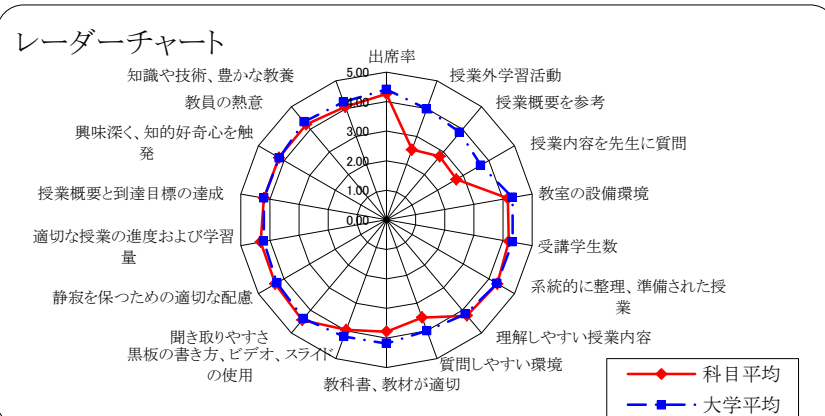 レーダーチャート
出席率
授業外学習活動
授業概要を参考
授業内容を先生に質問
教室の設備環境
受講学生数
系統的に整理、準備された授
業
理解しやすい授業内容
質問しやすい環境
教科書、教材が適切
黒板の書き方、ビデオ、スライド
の使用
聞き取りやすさ
静寂を保つための適切な配慮
適切な授業の進度および学習
量
授業概要と到達目標の達成
興味深く、知的好奇心を触
発
教員の熱意
知識や技術、豊かな教養
5.00
4.00
3.00
2.00
1.00
0.00
科目平均
大学平均